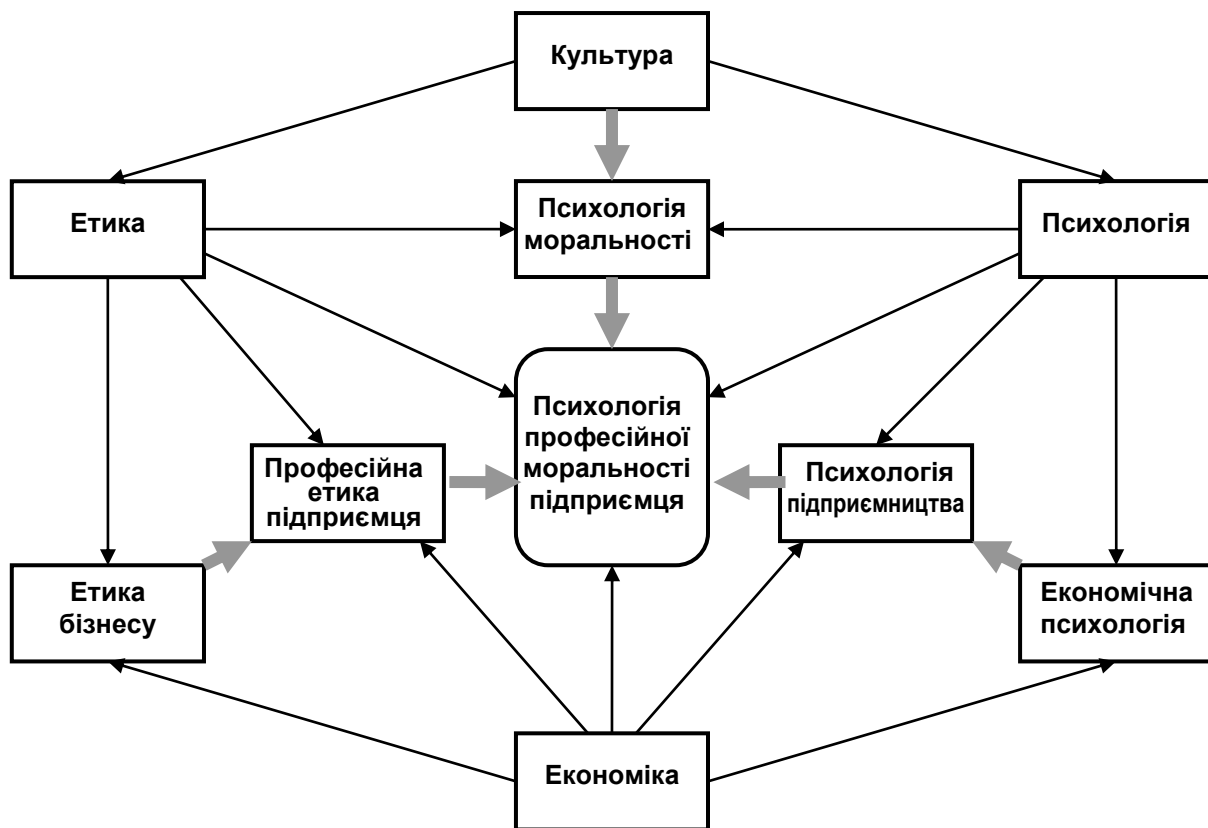 Культура
Етика
Психологія
моральності
Психологія
Психологія
професійної
моральності
підприємця
Професійна
етика
підприємця
Психологія
підприємництва
Етика
бізнесу
Економічна
психологія
Економіка